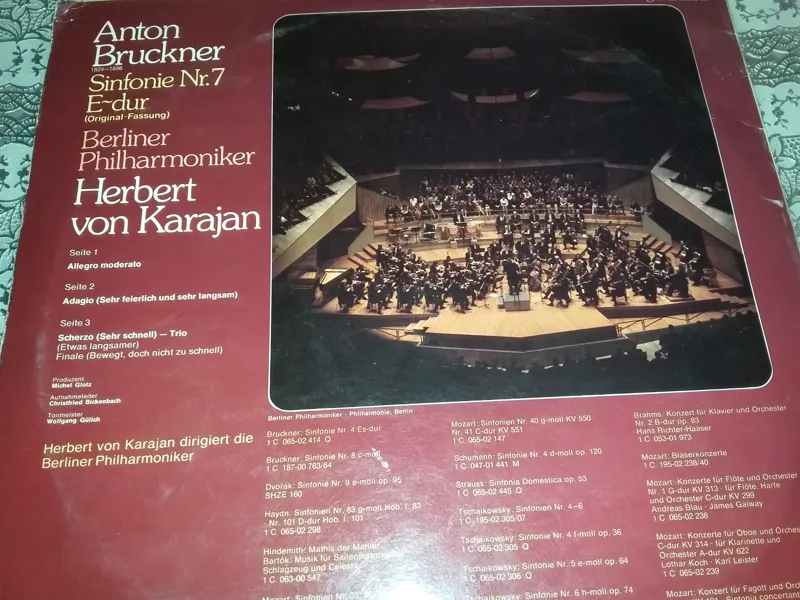 Anton
Bruckner
1824–1896
Sinfonie Nr.7
E-dur
(Original-Fassung)
Berliner
Philharmoniker
Herbert
von Karajan
Seite 1
Allegro moderato
Seite 2
Adagio (Sehr feierlich und sehr langsam)
Seite 3
Scherzo (Sehr schnell) — Trio
(Etwas langsamer)
Finale (Bewegt, doch nicht zu schnell)
Produzent
Michel Glotz
Aufnahmeleiter
Christfried Bickenbach
Tonmeister
Wolfgang Gülich
Herbert von Karajan dirigiert die
Berliner Philharmoniker
Berliner Philharmoniker - Philharmonie, Berlin
Bruckner: Sinfonie Nr. 4 Es-dur
1 C 065-02 414 Q
Bruckner: Sinfonie Nr. 8 c-moll
1 C 187-00 763/64
Dvořák: Sinfonie Nr. 9 e-moll op. 95
SHZE 160
Haydn: Sinfonien Nr. 83 g-moll Hob. I: 83
Nr. 101 D-dur Hob. I: 101
1 C 065-02 298
Hindemith: Mathis der Mahler
Bartók: Musik für Saiteninstrumente
Schlagzeug und Celesta
1 C 063-00 547
Mozart: Sinfonien Nr. 35,
Mozart: Sinfonien Nr. 40 g-moll KV 550
Nr. 41 C-dur KV 551
1 C 065-02 147
Schumann: Sinfonie Nr. 4 d-moll op. 120
1 C 047-01 441 M
Strauss: Sinfonia Domestica op. 53
1 C 065-02 445 Q
Tschaikowsky: Sinfonien Nr. 4–6
1 C 195-02 305/07
Tschaikowsky: Sinfonie Nr. 4 f-moll op. 36
1 C 065-02 305 Q
Tschaikowsky: Sinfonie Nr. 5 e-moll op. 64
1 C 065-02 306 Q
Tschaikowsky: Sinfonie Nr. 6 h-moll op. 74
Brahms: Konzert für Klavier und Orchester
Nr. 2 B-dur op. 83
Hans Richter-Haaser
1 C 053-01 973
Mozart: Bläserkonzerte
1 C 195-02 238/40
Mozart: Konzerte für Flöte und Orchester
Nr. 1 G-dur KV 313 · für Flöte, Harfe
und Orchester C-dur KV 299
Andreas Blau · James Galway
1 C 065-02 238
Mozart: Konzerte für Oboe und Orchester
C-dur KV 314 · für Klarinette und
Orchester A-dur KV 622
Lothar Koch · Karl Leister
1 C 065-02 239
Mozart: Konzert für Fagott und
Sinfonia concertante